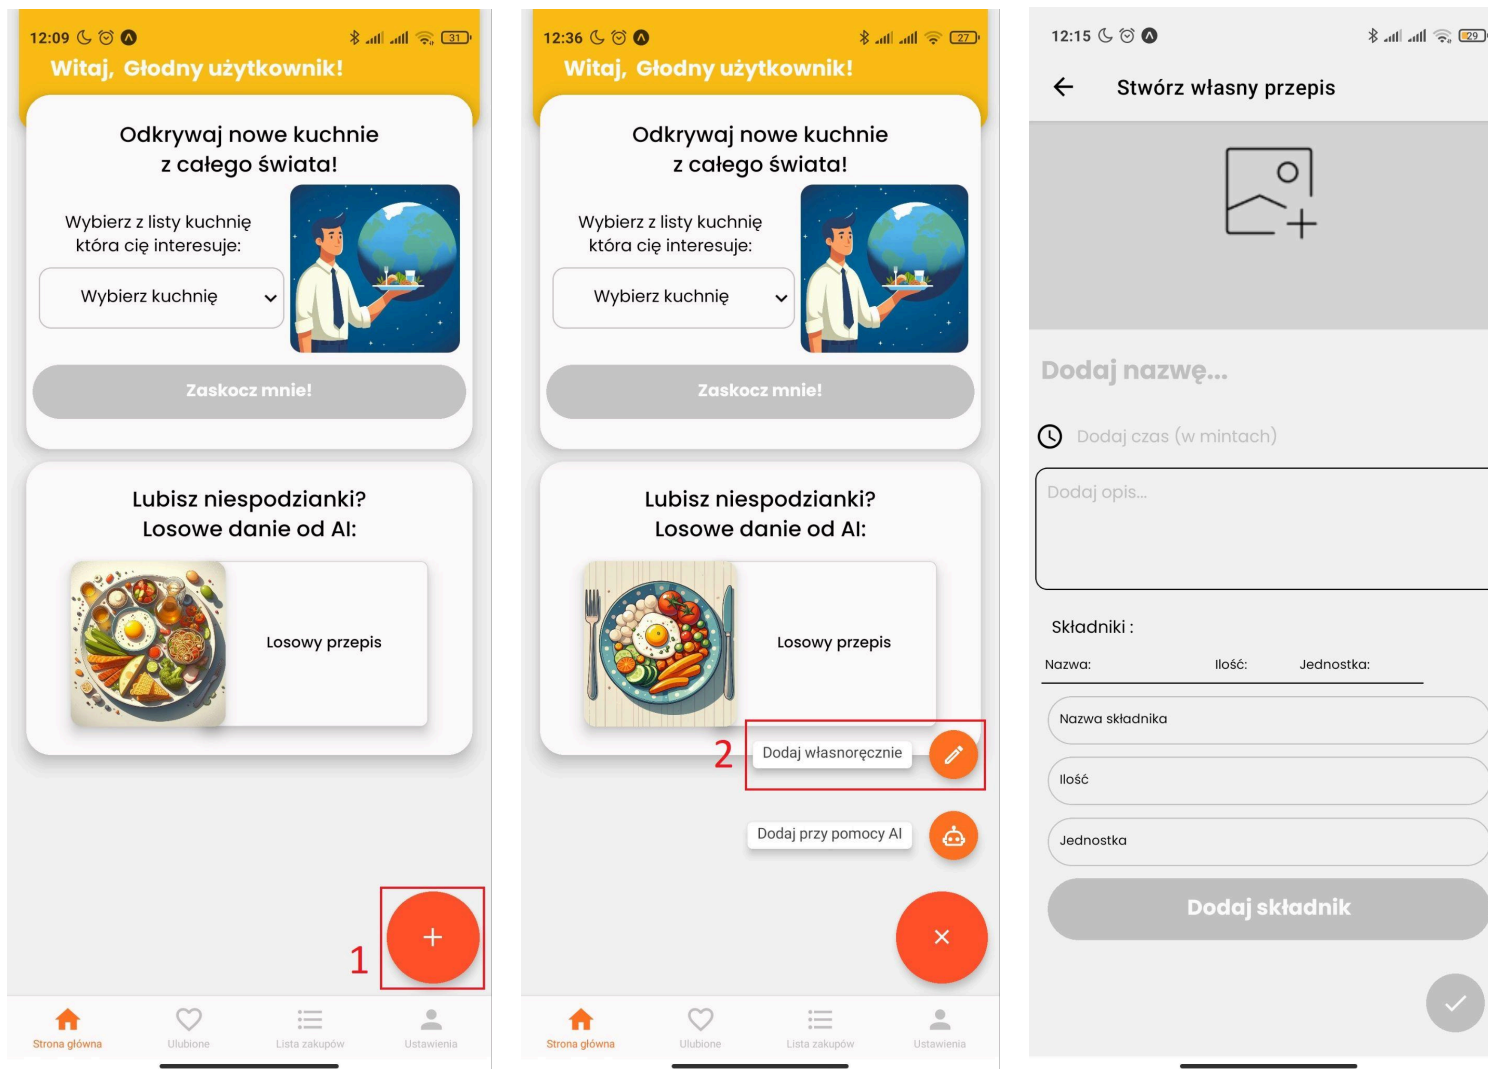 12:09
31
Witaj, Głodny użytkownik!
Odkrywaj nowe kuchnie
z całego świata!
Wybierz z listy kuchnię
która cię interesuje:
Wybierz kuchnię
Zaskocz mnie!
Lubisz niespodzianki?
Losowe danie od AI:
Losowy przepis
1
Strona główna
Ulubione
Lista zakupów
Ustawienia
12:36
27
Witaj, Głodny użytkownik!
Odkrywaj nowe kuchnie
z całego świata!
Wybierz z listy kuchnię
która cię interesuje:
Wybierz kuchnię
Zaskocz mnie!
Lubisz niespodzianki?
Losowe danie od AI:
Losowy przepis
2
Dodaj własnoręcznie
Dodaj przy pomocy AI
Strona główna
Ulubione
Lista zakupów
Ustawienia
12:15
29
Stwórz własny przepis
Dodaj nazwę...
Dodaj czas (w mintach)
Dodaj opis...
Składniki :
Nazwa: Ilość: Jednostka:
Nazwa składnika
Ilość
Jednostka
Dodaj składnik